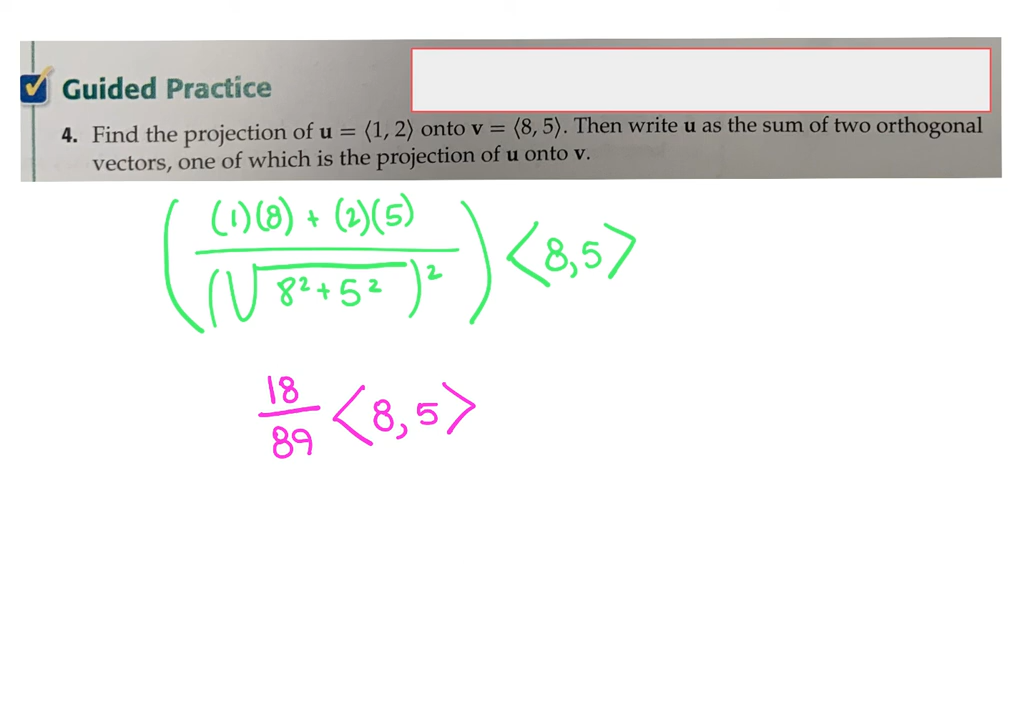 Guided Practice
4. Find the projection of u = ⟨1, 2⟩ onto v = ⟨8, 5⟩. Then write u as the sum of two orthogonal
vectors, one of which is the projection of u onto v.
( (1)(8) + (2)(5) / (√8² + 5²)² ) <8,5>
18/89 <8,5>